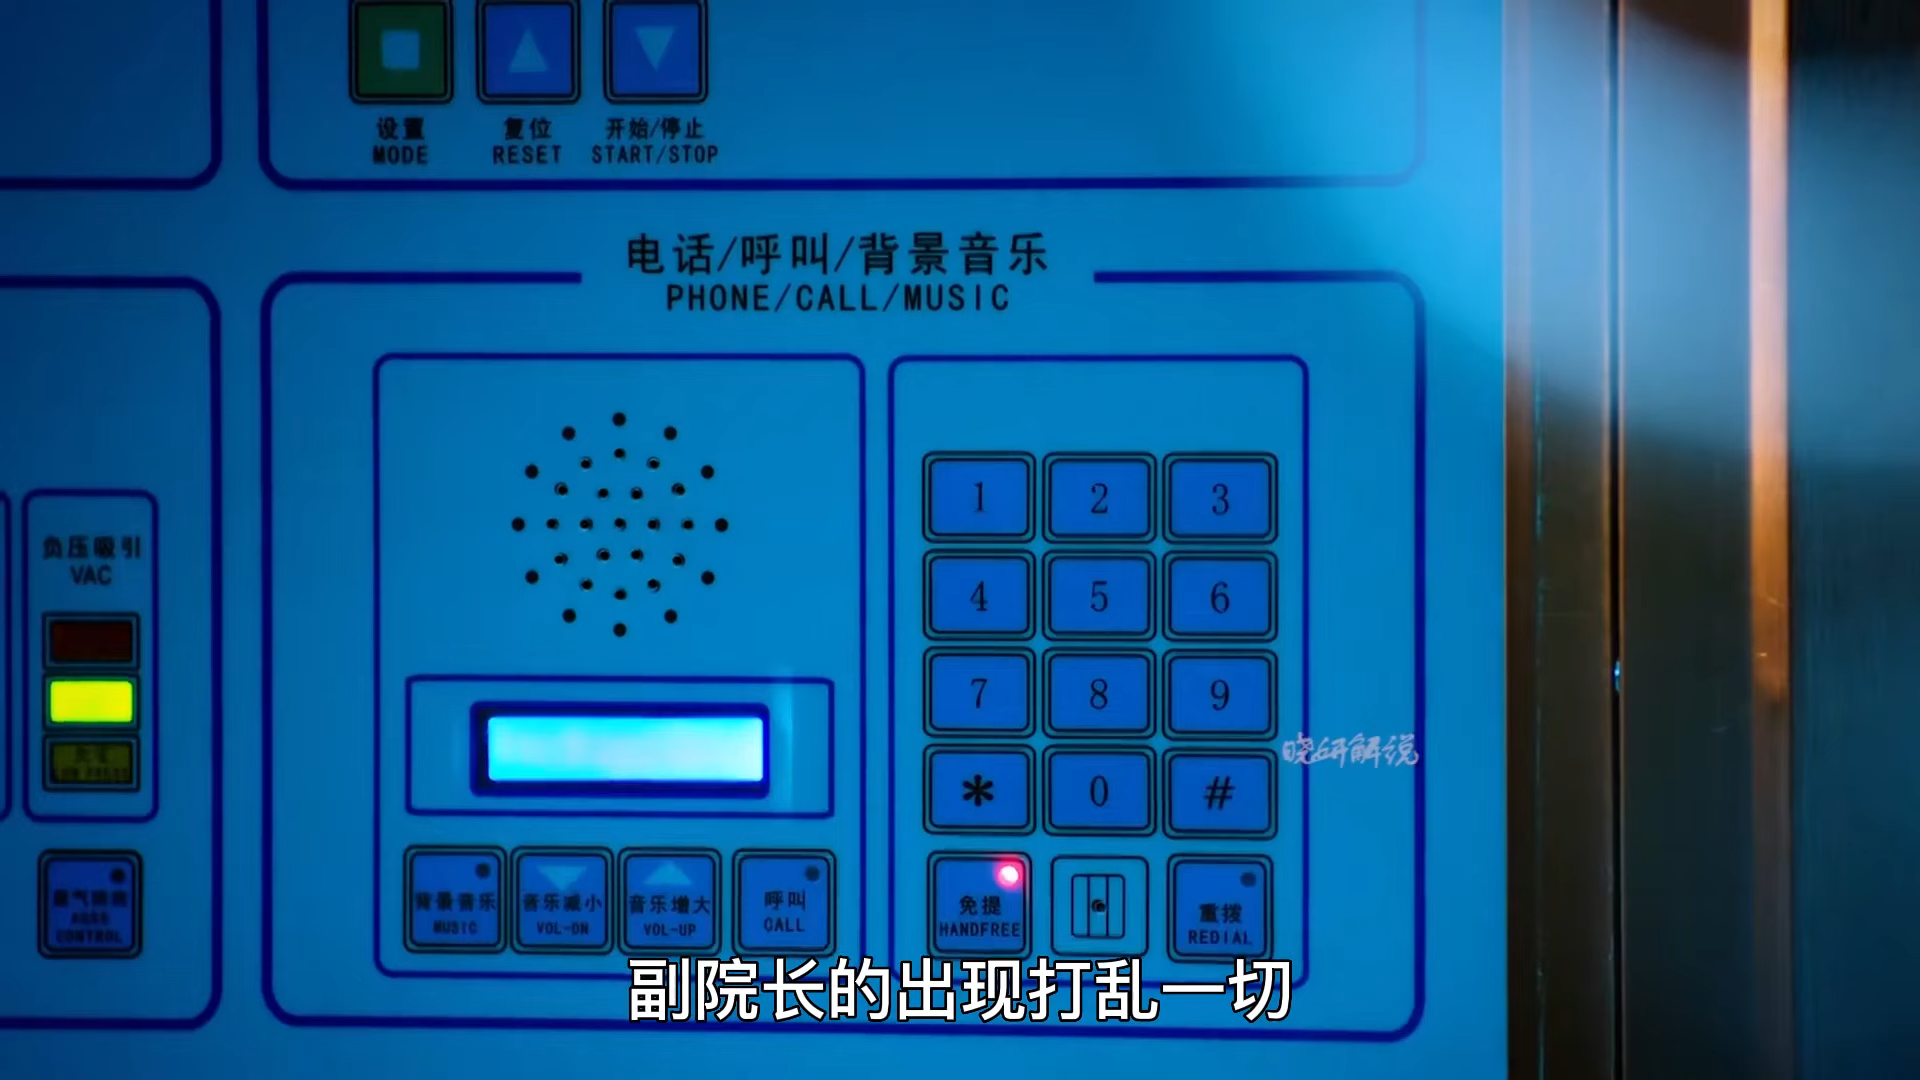 设置
MODE
复位
RESET
开始/停止
START/STOP
电话/呼叫/背景音乐
PHONE/CALL/MUSIC
负压吸引
VAC
1 2 3
4 5 6
7 8 9
* 0 #
晓妍解说
CONTROL
背景音乐
MUSIC
音乐减小
VOL-DN
音乐增大
VOL-UP
呼叫
CALL
免提
HANDFREE
重拨
REDIAL
副院长的出现打乱一切